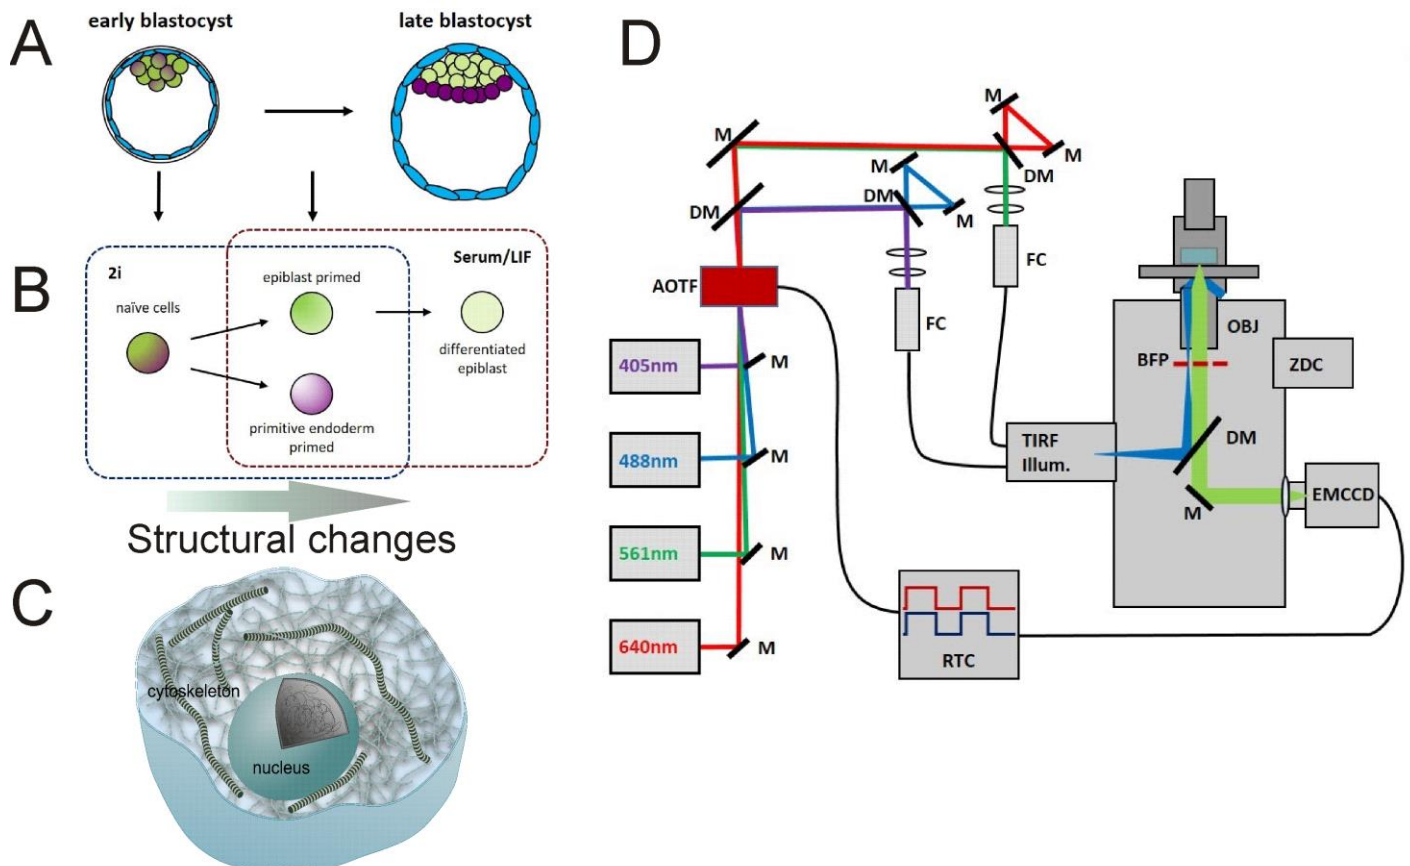 A
early blastocyst
late blastocyst
B
2i
Serum/LIF
naïve cells
epiblast primed
differentiated
epiblast
primitive endoderm
primed
Structural changes
C
cytoskeleton
nucleus
D
M
M
M
DM
DM
M
M
DM
AOTF
FC
FC
405nm
M
488nm
M
561nm
M
640nm
M
OBJ
BFP
ZDC
DM
TIRF
Illum.
M
EMCCD
RTC